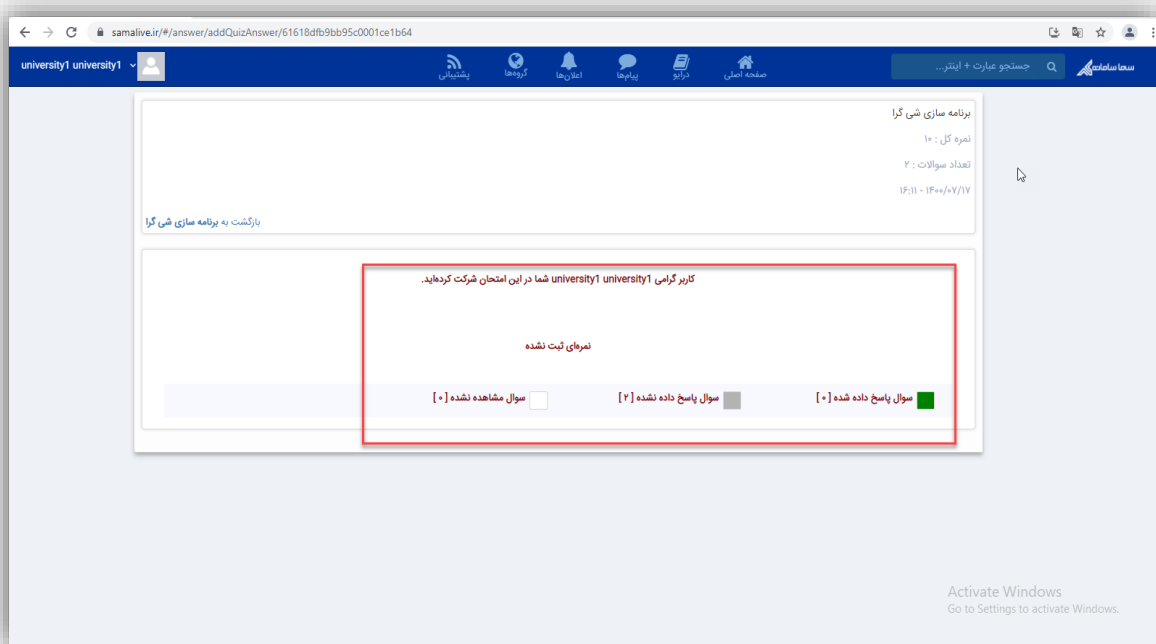 samalive.ir/#/answer/addQuizAnswer/61618dfb9bb95c0001ce1b64
university1 university1
صفحه اصلی
درایو
پیام‌ها
اعلان‌ها
گروه‌ها
پشتیبانی
جستجو عبارت + اینتر...
سما سامانه
برنامه سازی شی گرا
نمره کل : ۱۰
تعداد سوالات : ۲
۱۴۰۰/۰۷/۱۷ - ۱۶:۱۱
بازگشت به برنامه سازی شی گرا
کاربر گرامی university1 university1 شما در این امتحان شرکت کرده‌اید.
نمره‌ای ثبت نشده
سوال پاسخ داده شده [ ۰ ] سوال پاسخ داده نشده [ ۲ ] سوال مشاهده نشده [ ۰ ]
Activate Windows
Go to Settings to activate Windows.